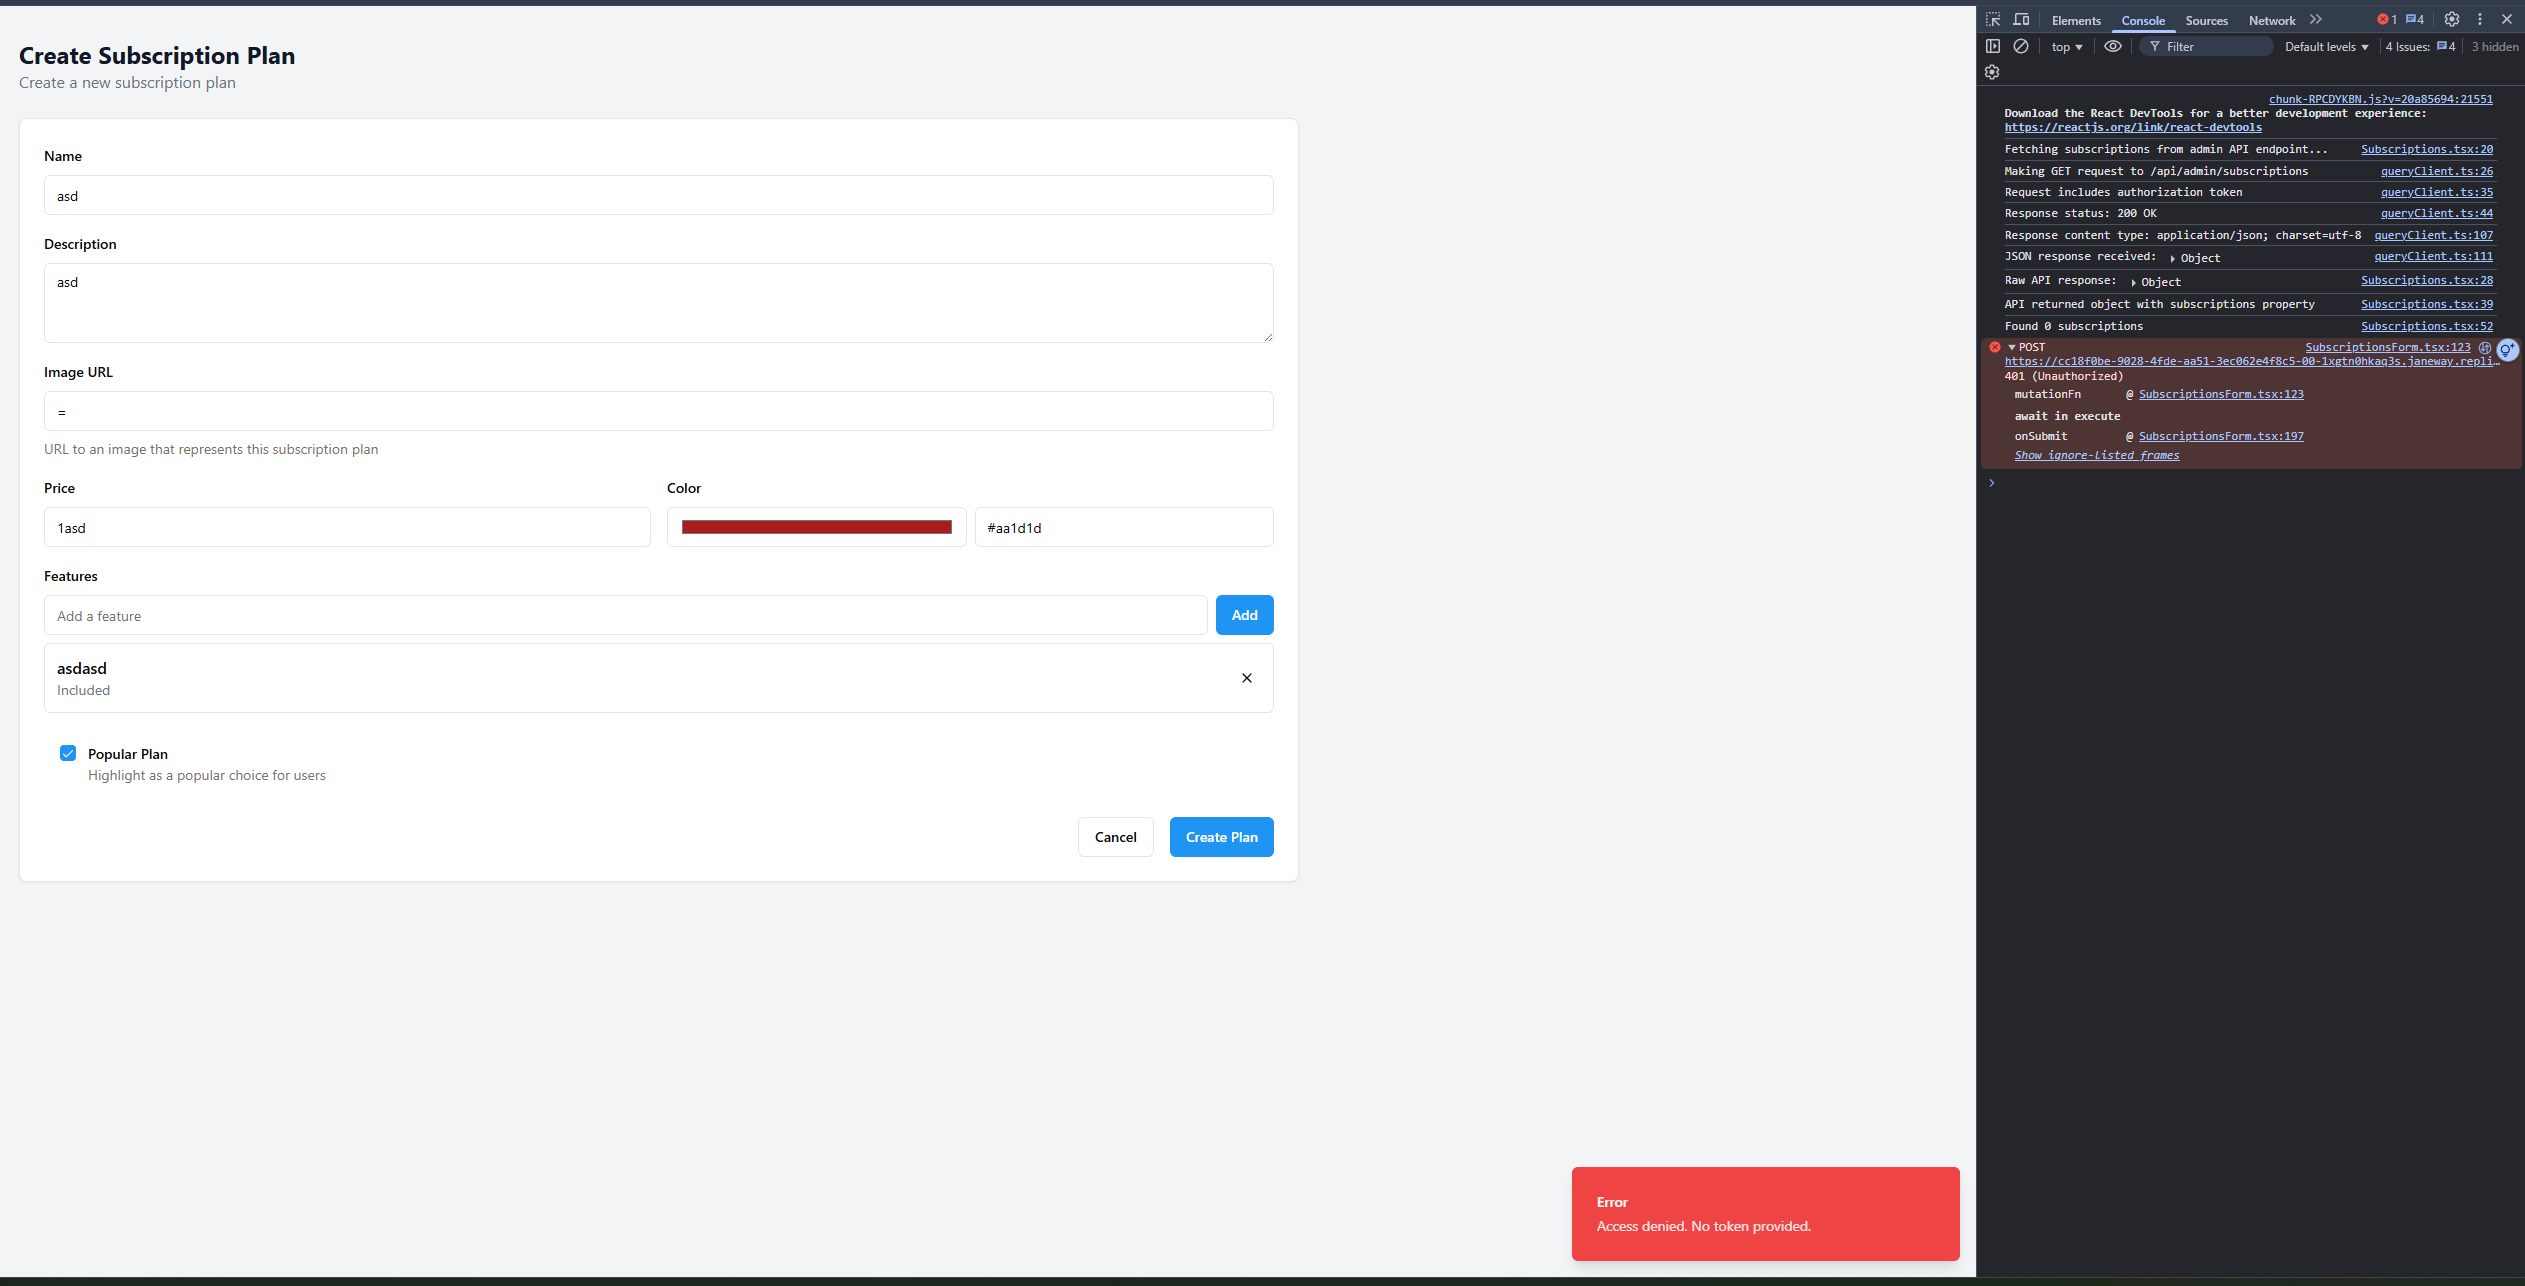 Create Subscription Plan
Create a new subscription plan
Name
asd
Description
asd
Image URL
=
URL to an image that represents this subscription plan
Price
Color
1asd
#aa1d1d
Features
Add a feature
Add
asdasd
Included
Popular Plan
Highlight as a popular choice for users
Cancel
Create Plan
Error
Access denied. No token provided.
Elements Console Sources Network 1 4
top Filter Default levels 4 Issues: 4 3 hidden
chunk-RPCDYKBN.js?v=20a85694:21551
Download the React DevTools for a better development experience:
https://reactjs.org/link/react-devtools
Fetching subscriptions from admin API endpoint... Subscriptions.tsx:20
Making GET request to /api/admin/subscriptions queryClient.ts:26
Request includes authorization token queryClient.ts:35
Response status: 200 OK queryClient.ts:44
Response content type: application/json; charset=utf-8 queryClient.ts:107
JSON response received: Object queryClient.ts:111
Raw API response: Object Subscriptions.tsx:28
API returned object with subscriptions property Subscriptions.tsx:39
Found 0 subscriptions Subscriptions.tsx:52
POST SubscriptionsForm.tsx:123
https://cc18f0be-9028-4fde-aa51-3ec062e4f8c5-00-1xgtn0hkaq3s.janeway.repli…
401 (Unauthorized)
mutationFn @ SubscriptionsForm.tsx:123
await in execute
onSubmit @ SubscriptionsForm.tsx:197
Show ignore-listed frames